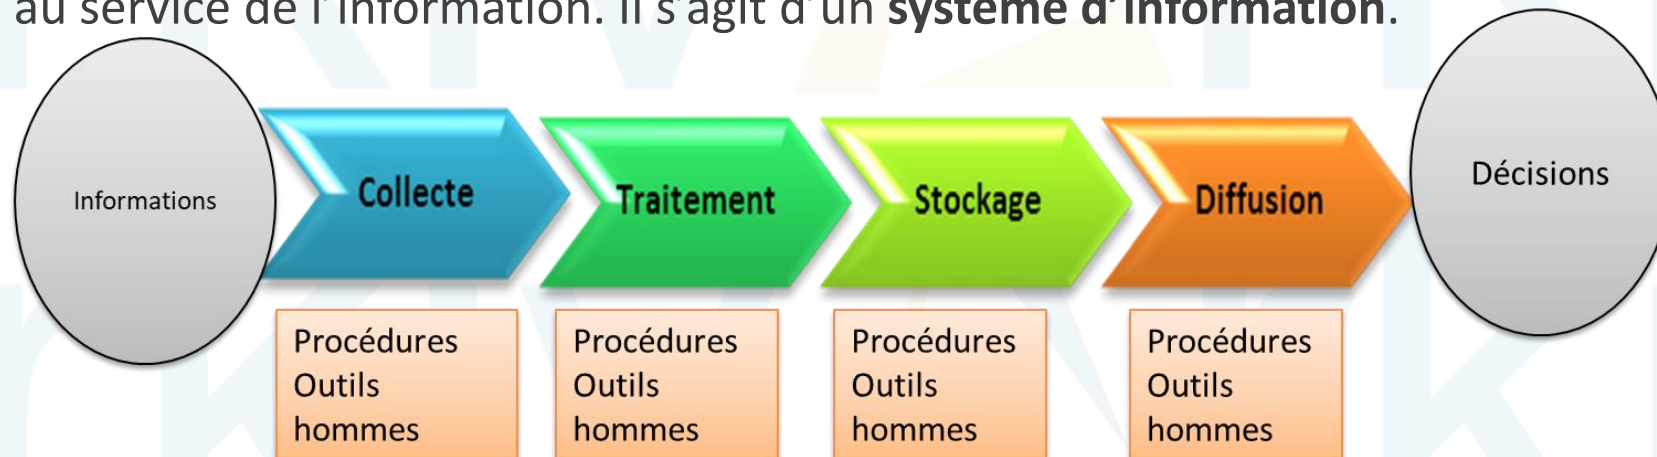 au service de l’information. Il s’agit d’un système d’information.
Informations
Collecte
Traitement
Stockage
Diffusion
Décisions
Procédures
Outils
hommes
Procédures
Outils
hommes
Procédures
Outils
hommes
Procédures
Outils
hommes